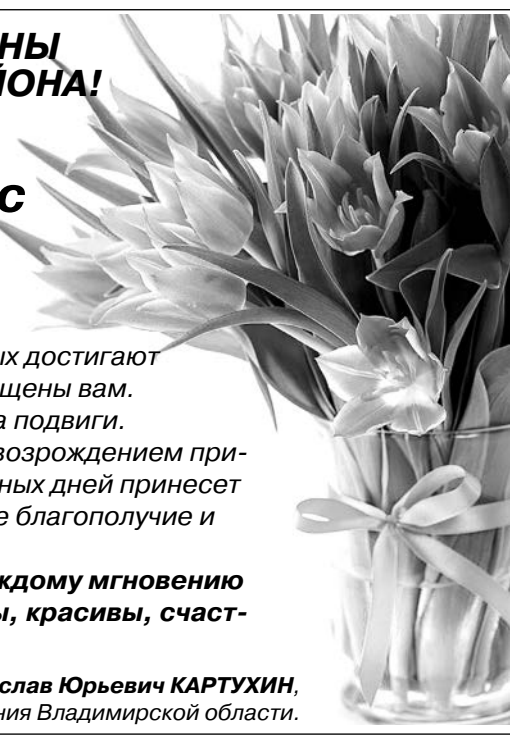 НЫ
ЙОНА!
С
ых достигают
щены вам.
а подвиги.
возрождением при-
ных дней принесет
е благополучие и
ждому мгновению
ы, красивы, счаст-
слав Юрьевич КАРТУХИН,
ния Владимирской области.